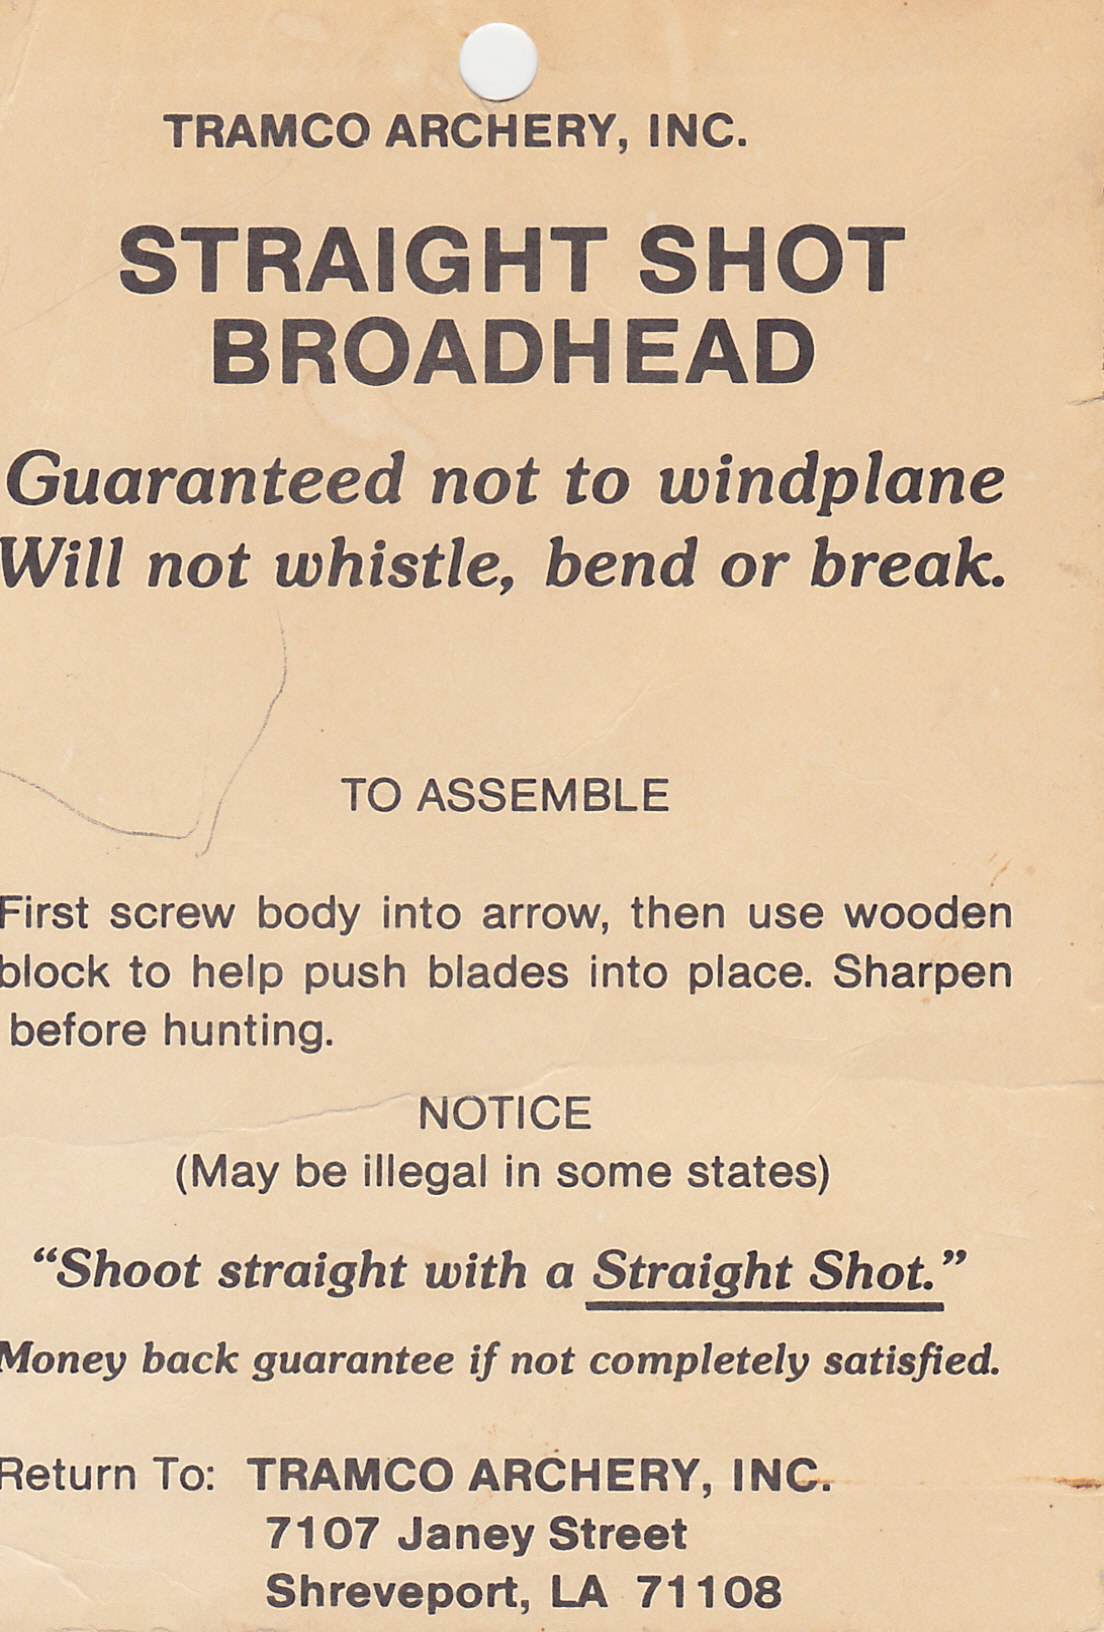 TRAMCO ARCHERY, INC.
STRAIGHT SHOT
BROADHEAD
Guaranteed not to windplane
Will not whistle, bend or break.
TO ASSEMBLE
First screw body into arrow, then use wooden
block to help push blades into place. Sharpen
before hunting.
NOTICE
(May be illegal in some states)
“Shoot straight with a Straight Shot.”
Money back guarantee if not completely satisfied.
Return To: TRAMCO ARCHERY, INC.
7107 Janey Street
Shreveport, LA 71108